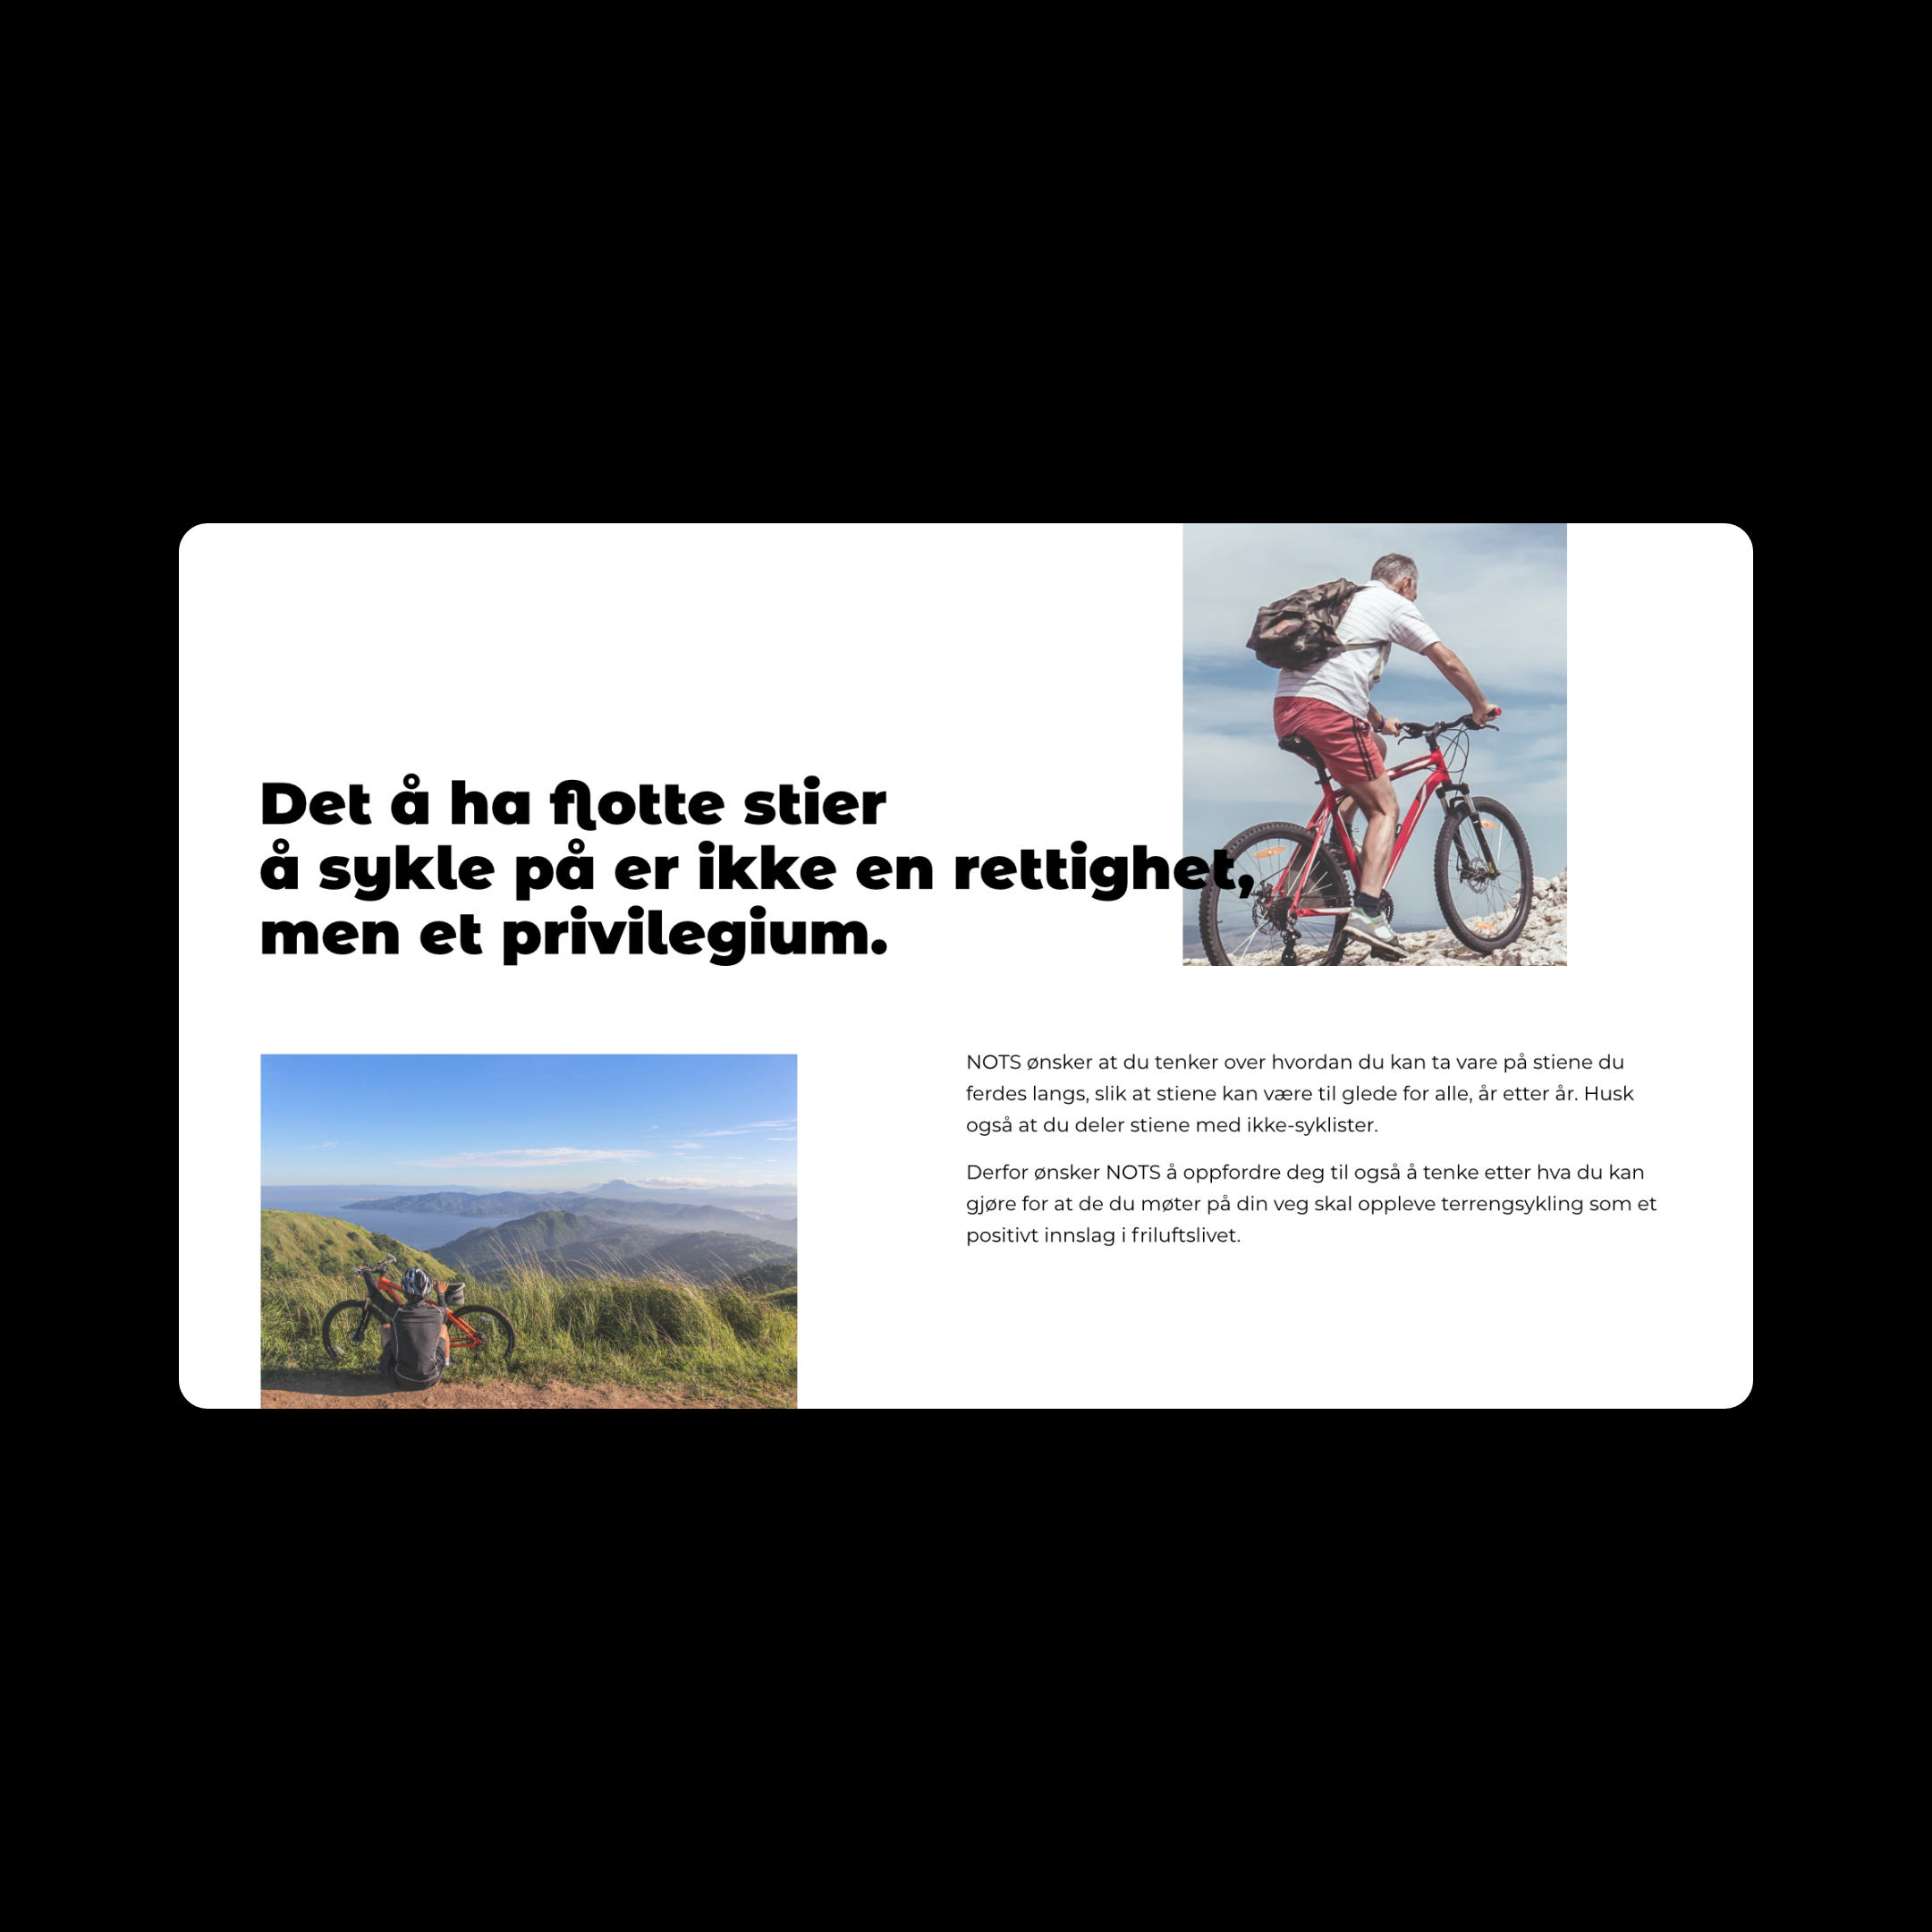 Det å ha flotte stier
å sykle på er ikke en rettighet,
men et privilegium.
NOTS ønsker at du tenker over hvordan du kan ta vare på stiene du
ferdes langs, slik at stiene kan være til glede for alle, år etter år. Husk
også at du deler stiene med ikke-syklister.
Derfor ønsker NOTS å oppfordre deg til også å tenke etter hva du kan
gjøre for at de du møter på din veg skal oppleve terrengsykling som et
positivt innslag i friluftslivet.